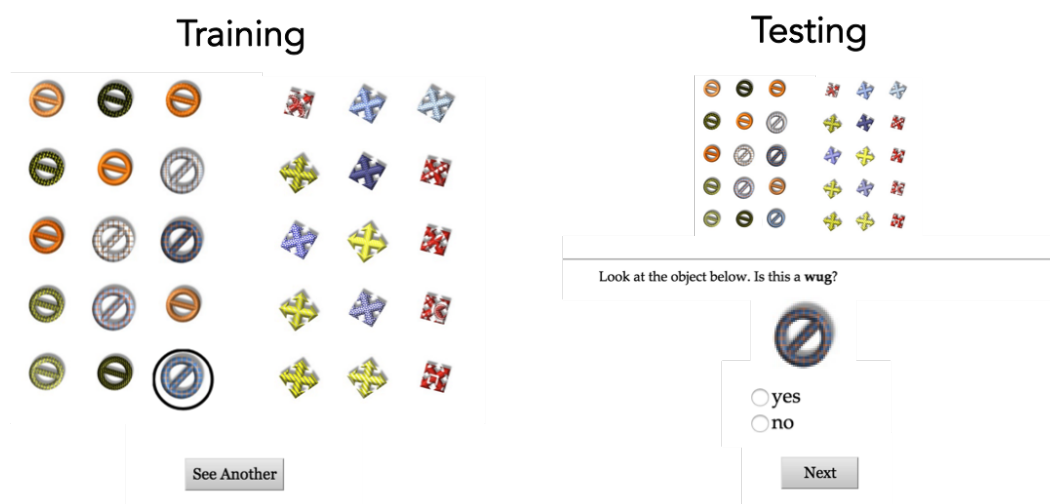 Training
Testing
Look at the object below. Is this a wug?
yes
no
See Another
Next